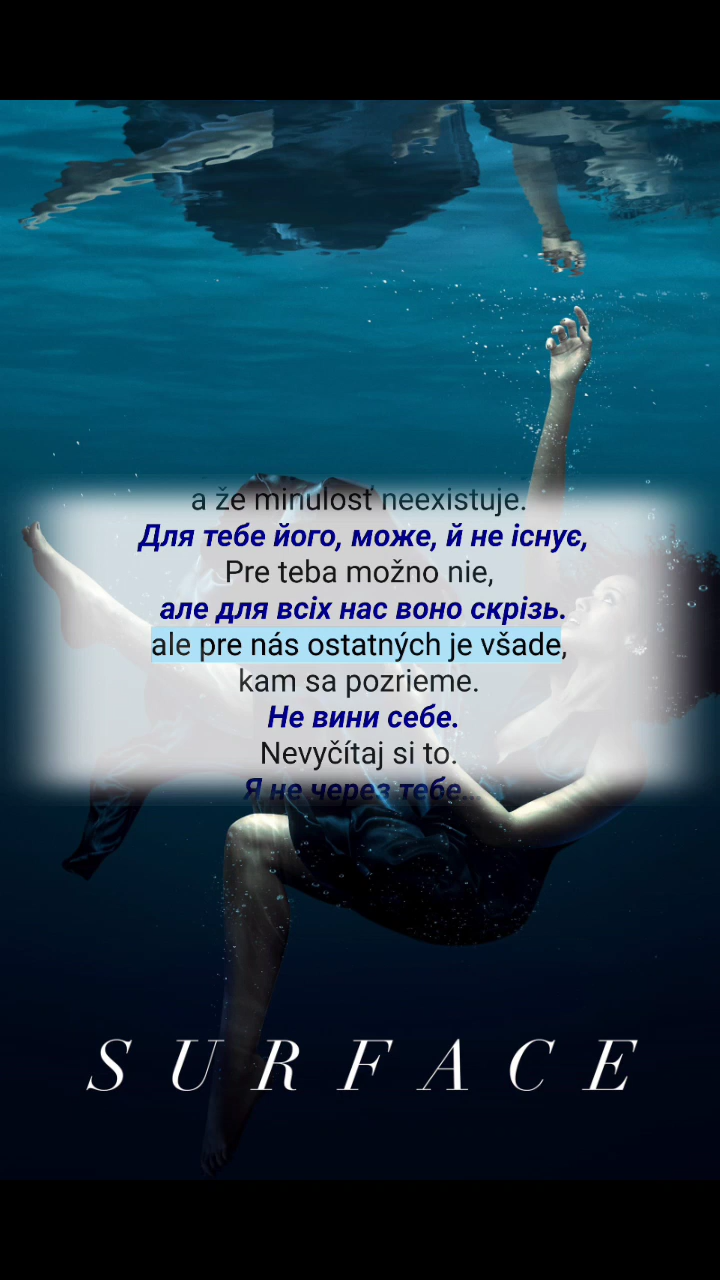 a že minulosť neexistuje.
Для тебе його, може, й не існує,
Pre teba možno nie,
але для всіх нас воно скрізь.
ale pre nás ostatných je všade,
kam sa pozrieme.
Не вини себе.
Nevyčítaj si to.
Я не через тебе...
SURFACE